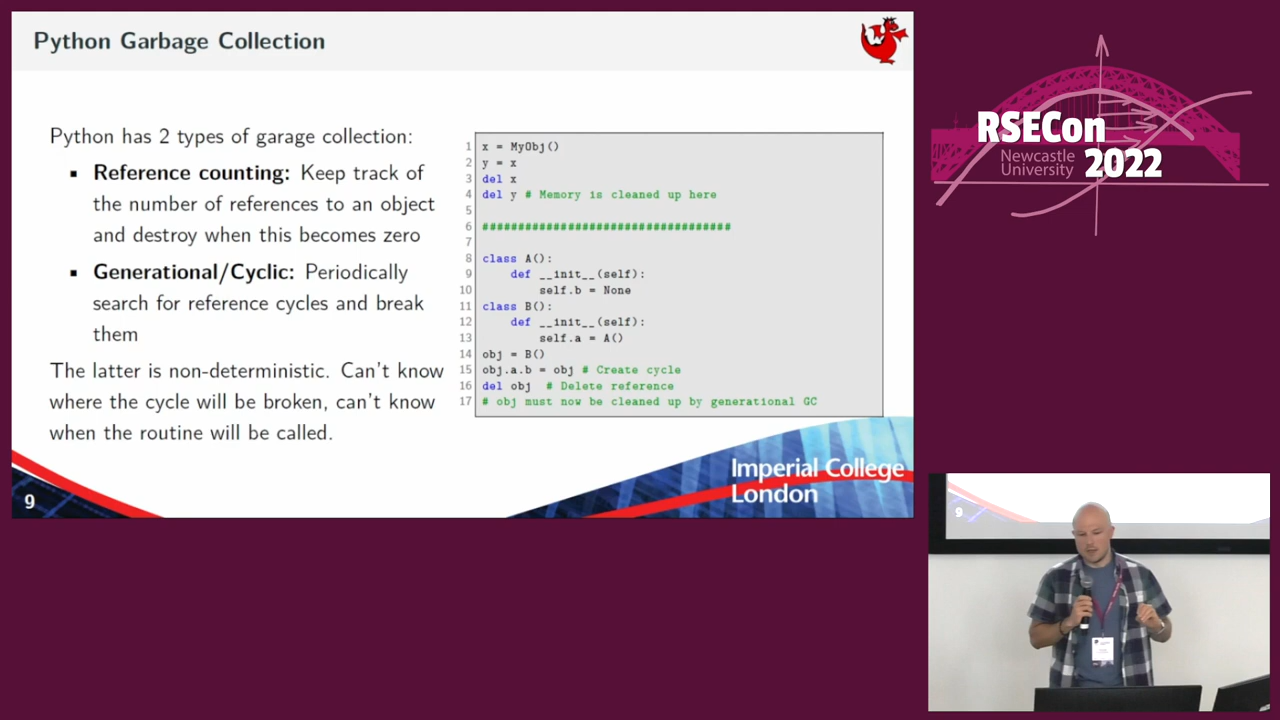 Python Garbage Collection
Python has 2 types of garage collection:
▪ Reference counting: Keep track of
the number of references to an object
and destroy when this becomes zero
▪ Generational/Cyclic: Periodically
search for reference cycles and break
them
The latter is non-deterministic. Can't know
where the cycle will be broken, can't know
when the routine will be called.
1 x = MyObj()
2 y = x
3 del x
4 del y # Memory is cleaned up here
5
6 ###################################
7
8 class A():
9     def __init__(self):
10         self.b = None
11 class B():
12     def __init__(self):
13         self.a = A()
14 obj = B()
15 obj.a.b = obj # Create cycle
16 del obj  # Delete reference
17 # obj must now be cleaned up by generational GC
9
Imperial College
London
RSECon
Newcastle
University 2022
9